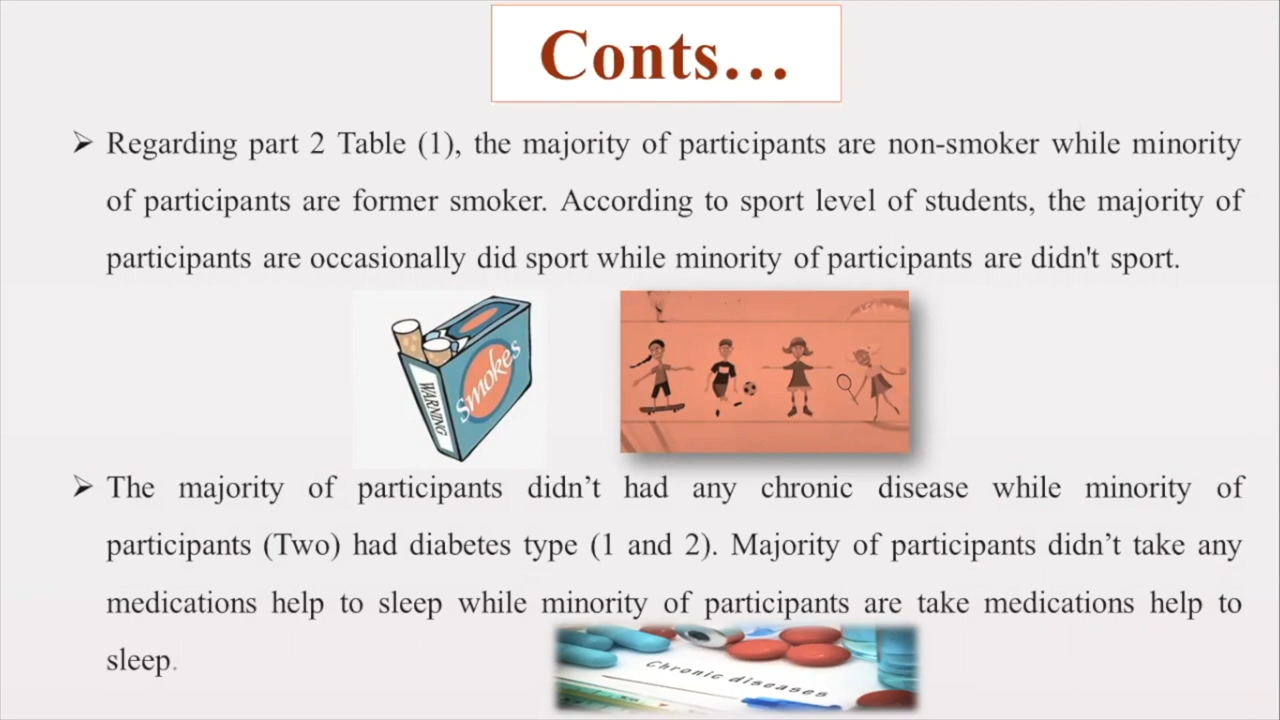 Conts…
➢ Regarding part 2 Table (1), the majority of participants are non-smoker while minority
of participants are former smoker. According to sport level of students, the majority of
participants are occasionally did sport while minority of participants are didn't sport.
WARNING
Smokes
➢ The majority of participants didn’t had any chronic disease while minority of
participants (Two) had diabetes type (1 and 2). Majority of participants didn’t take any
medications help to sleep while minority of participants are take medications help to
sleep.
Chronic diseases